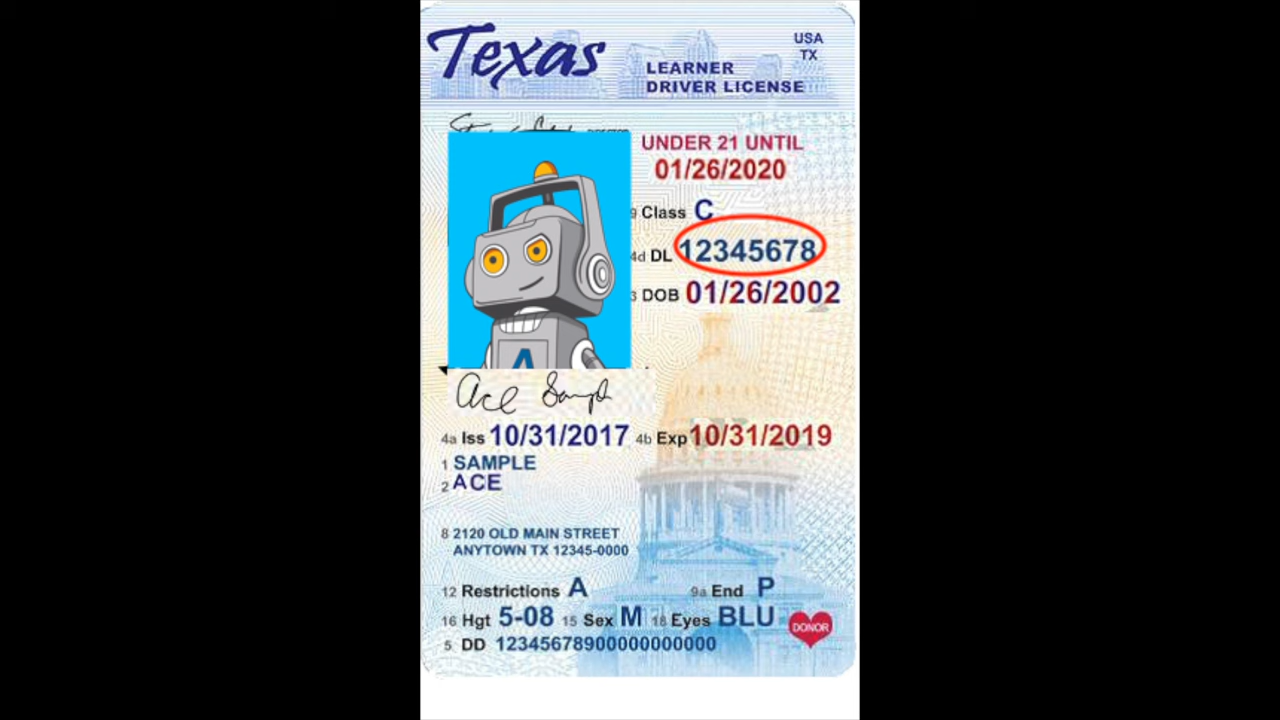 Texas
USA
TX
LEARNER
DRIVER LICENSE
UNDER 21 UNTIL
01/26/2020
9 Class C
4d DL 12345678
3 DOB 01/26/2002
A
Ace Sample
4a Iss 10/31/2017 4b Exp 10/31/2019
1 SAMPLE
2 ACE
8 2120 OLD MAIN STREET
ANYTOWN TX 12345-0000
12 Restrictions A 9a End P
16 Hgt 5-08 15 Sex M 18 Eyes BLU
DONOR
5 DD 12345678900000000000